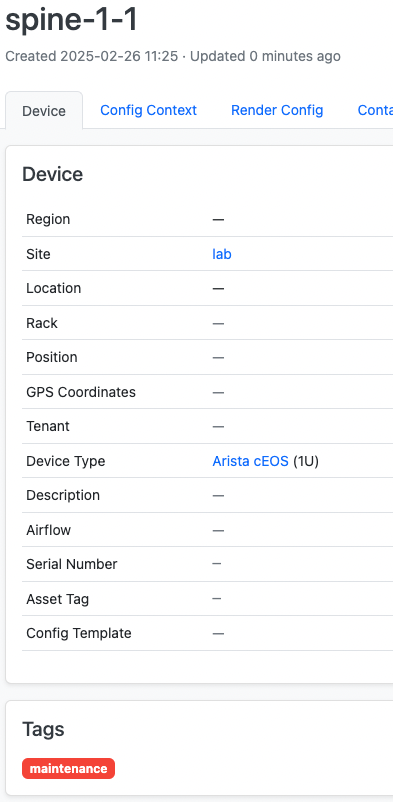 spine-1-1
Created 2025-02-26 11:25 · Updated 0 minutes ago
Device Config Context Render Config Conta
Device
Region —
Site lab
Location —
Rack —
Position —
GPS Coordinates —
Tenant —
Device Type Arista cEOS (1U)
Description —
Airflow —
Serial Number —
Asset Tag —
Config Template —
Tags
maintenance